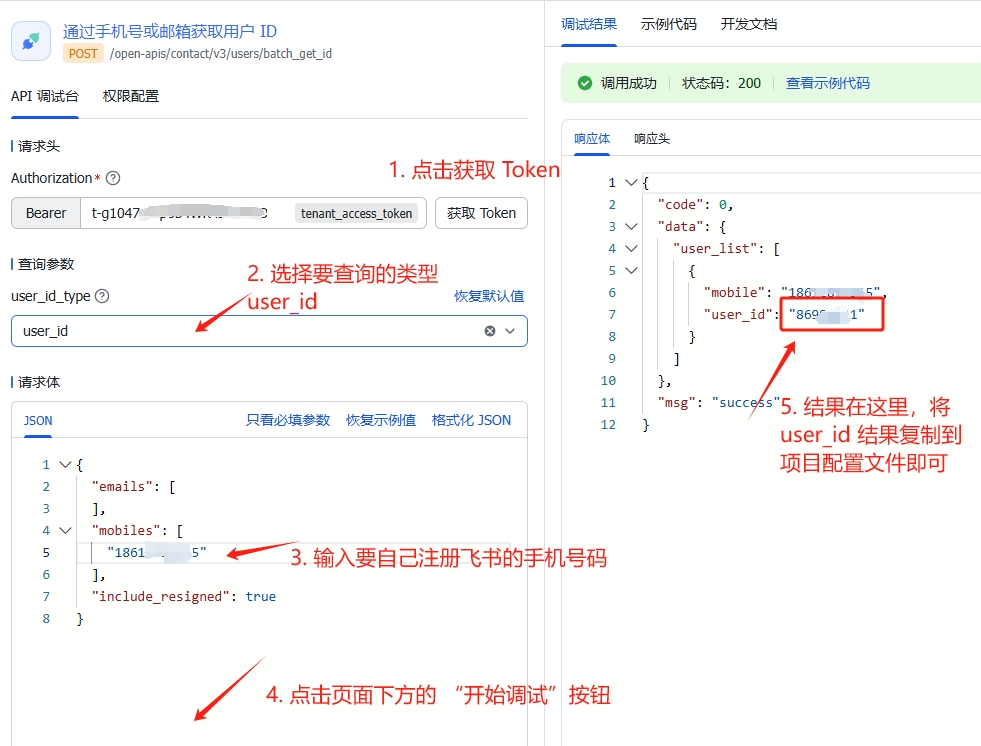 通过手机号或邮箱获取用户 ID
POST /open-apis/contact/v3/users/batch_get_id
API 调试台 权限配置
请求头
Authorization *
Bearer t-g1047 tenant_access_token 获取 Token
1. 点击获取 Token
查询参数
user_id_type 恢复默认值
2. 选择要查询的类型
user_id
user_id
请求体
JSON 只看必填参数 恢复示例值 格式化 JSON
1 {
2 "emails": [
3 ],
4 "mobiles": [
5 "1861 5"
6 ],
7 "include_resigned": true
8 }
3. 输入要自己注册飞书的手机号码
4. 点击页面下方的 “开始调试”按钮
调试结果 示例代码 开发文档
调用成功 状态码：200 查看示例代码
响应体 响应头
1 {
2 "code": 0,
3 "data": {
4 "user_list": [
5 {
6 "mobile": "1861 5",
7 "user_id": "869 1"
8 }
9 ]
10 },
11 "msg": "success"
12 }
5. 结果在这里，将
user_id 结果复制到
项目配置文件即可